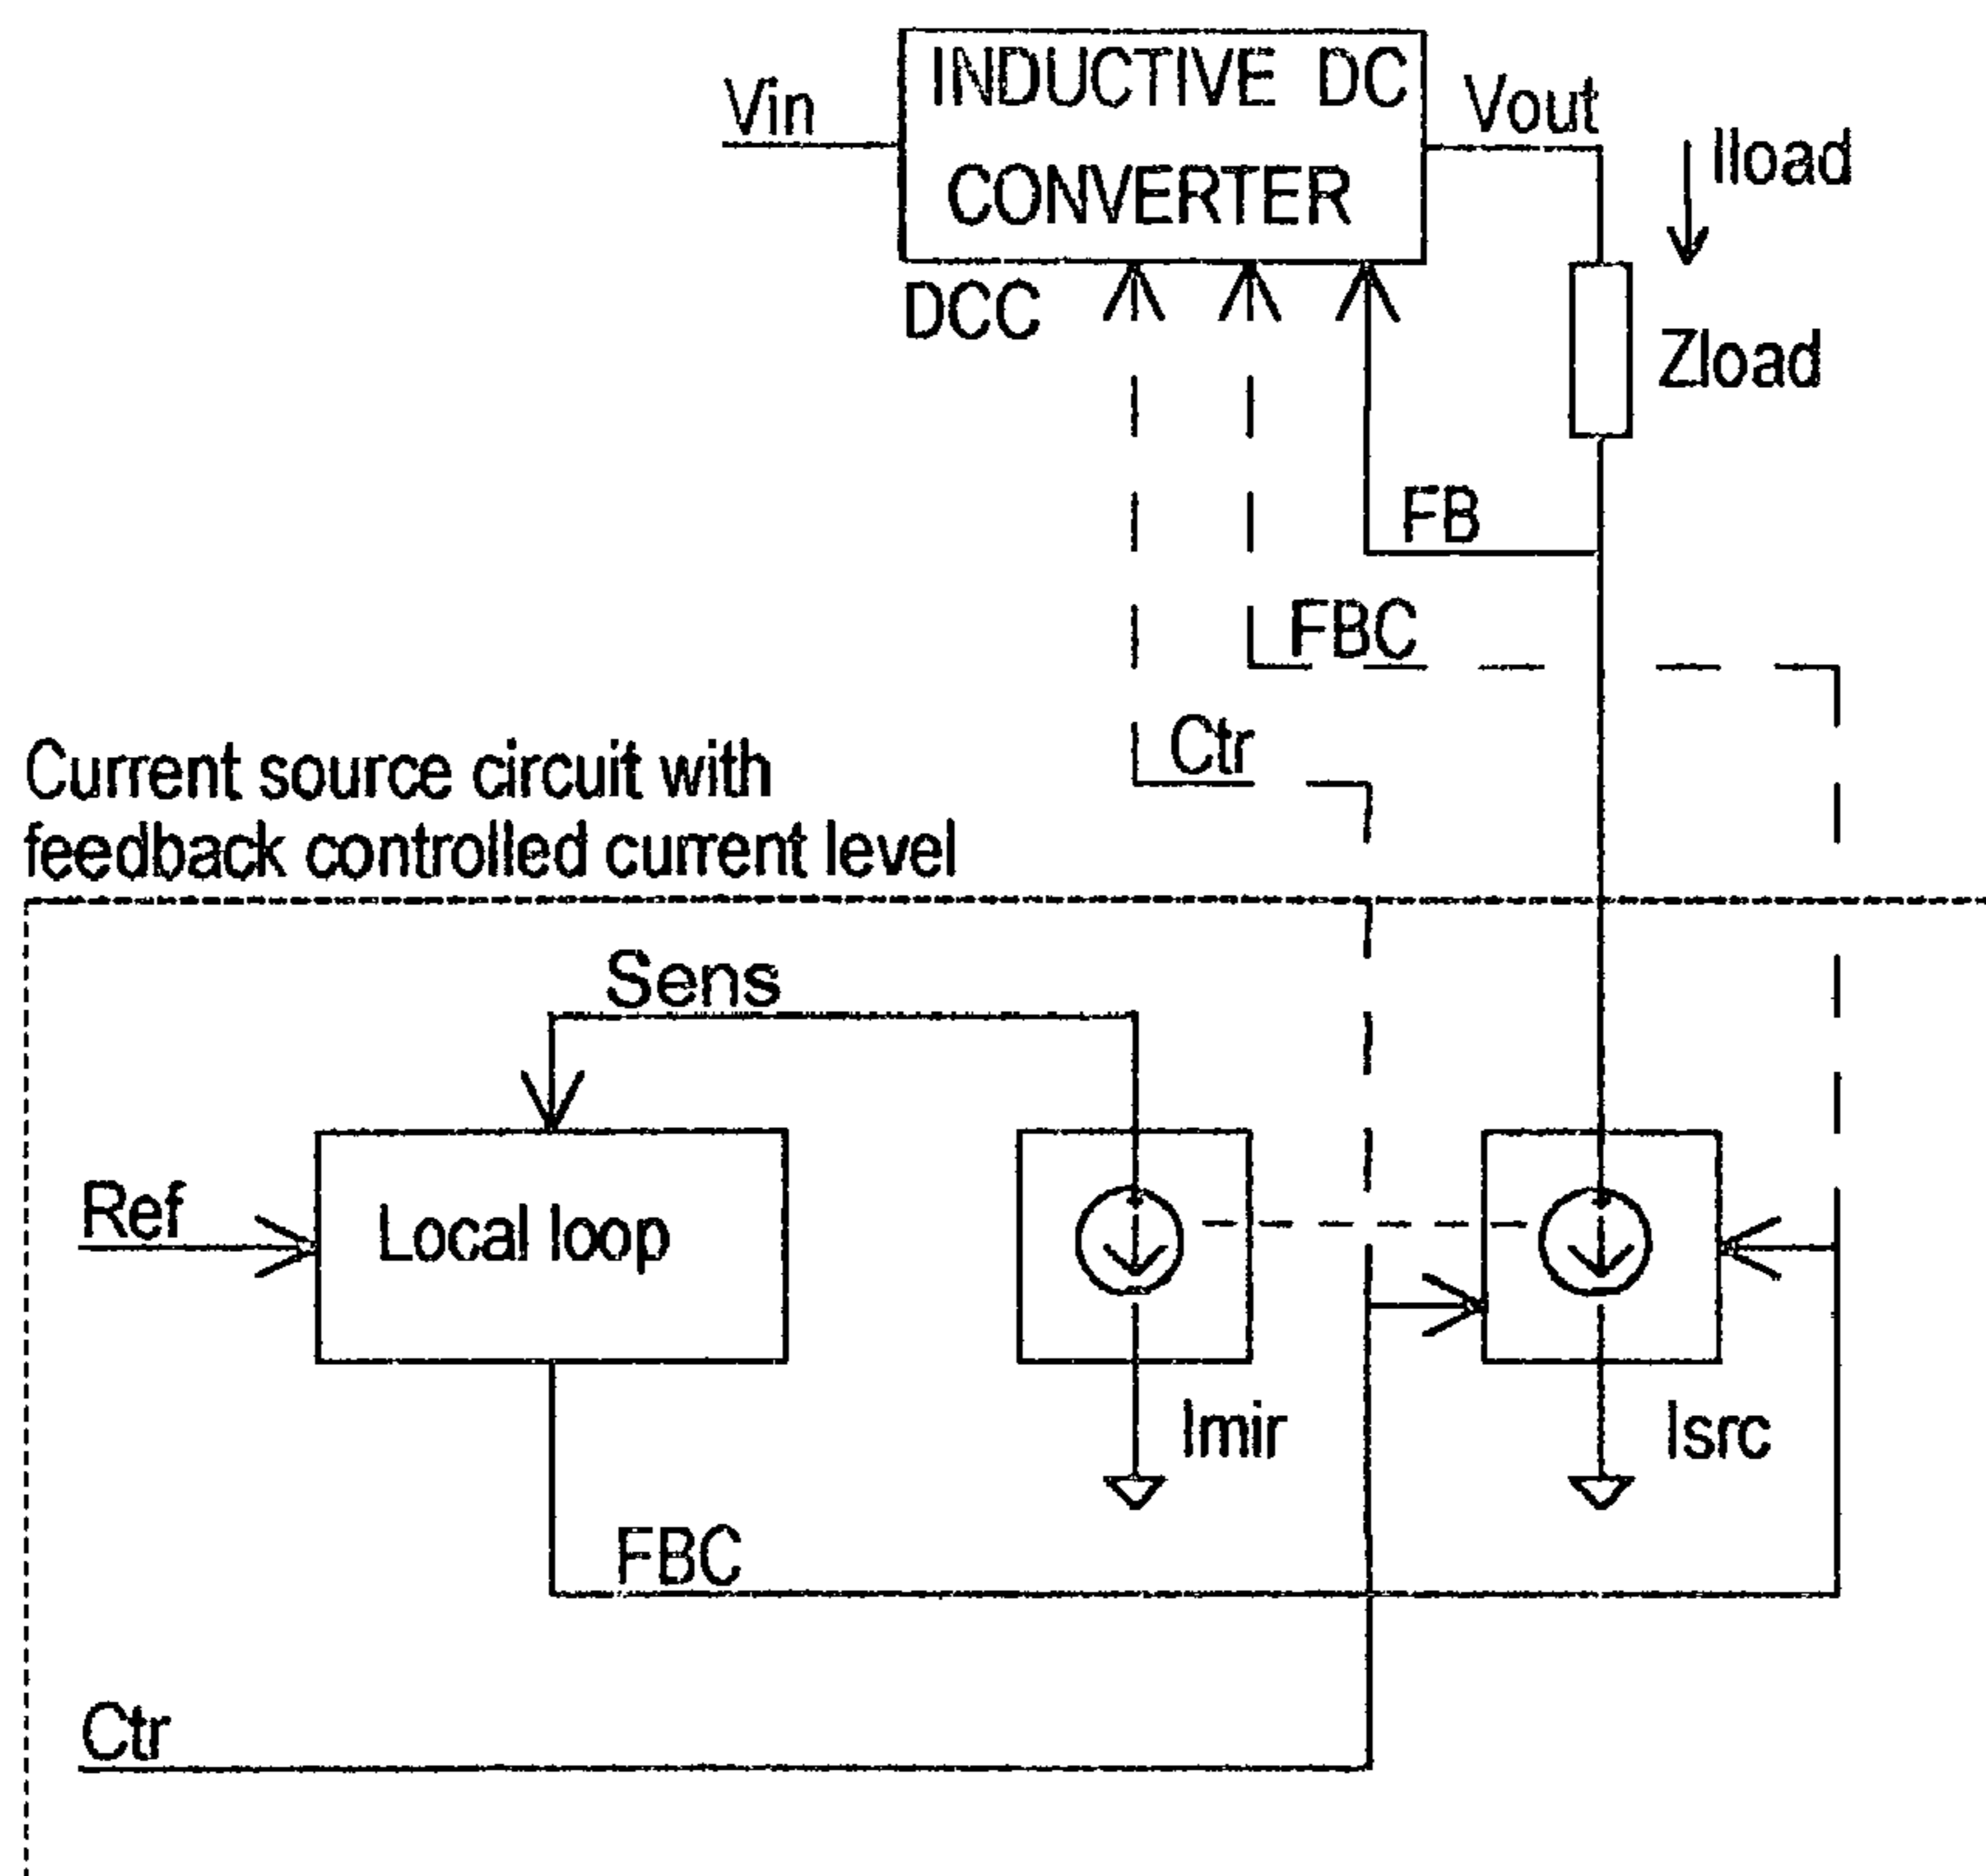 INDUCTIVE DC
CONVERTER
Vin
Vout
Iload
DCC
Zload
FB
FBC
Ctr
Current source circuit with
feedback controlled current level
Sens
Ref
Local loop
Imir
Isrc
FBC
Ctr